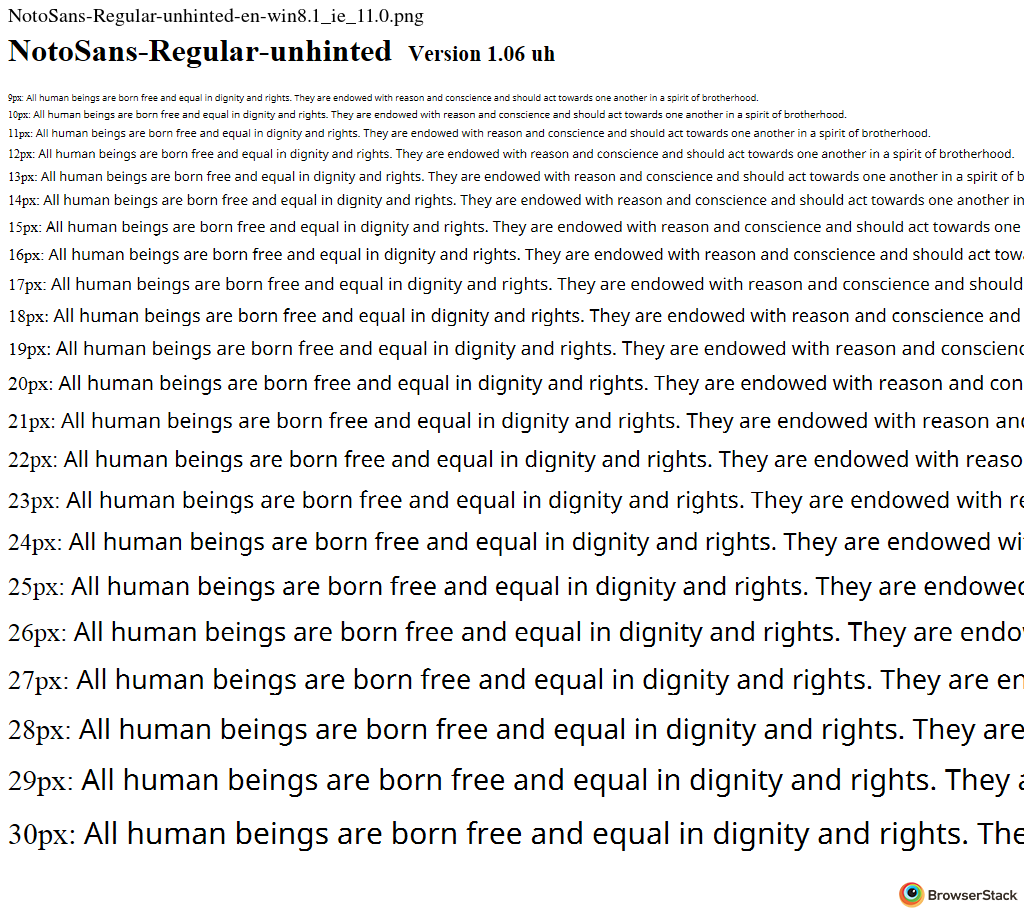 NotoSans-Regular-unhinted-en-win8.1_ie_11.0.png
NotoSans-Regular-unhinted Version 1.06 uh
9px: All human beings are born free and equal in dignity and rights. They are endowed with reason and conscience and should act towards one another in a spirit of brotherhood.
10px: All human beings are born free and equal in dignity and rights. They are endowed with reason and conscience and should act towards one another in a spirit of brotherhood.
11px: All human beings are born free and equal in dignity and rights. They are endowed with reason and conscience and should act towards one another in a spirit of brotherhood.
12px: All human beings are born free and equal in dignity and rights. They are endowed with reason and conscience and should act towards one another in a spirit of brotherhood.
13px: All human beings are born free and equal in dignity and rights. They are endowed with reason and conscience and should act towards one another in a spirit of b
14px: All human beings are born free and equal in dignity and rights. They are endowed with reason and conscience and should act towards one another in
15px: All human beings are born free and equal in dignity and rights. They are endowed with reason and conscience and should act towards one
16px: All human beings are born free and equal in dignity and rights. They are endowed with reason and conscience and should act tow
17px: All human beings are born free and equal in dignity and rights. They are endowed with reason and conscience and should
18px: All human beings are born free and equal in dignity and rights. They are endowed with reason and conscience and
19px: All human beings are born free and equal in dignity and rights. They are endowed with reason and conscienc
20px: All human beings are born free and equal in dignity and rights. They are endowed with reason and con
21px: All human beings are born free and equal in dignity and rights. They are endowed with reason and
22px: All human beings are born free and equal in dignity and rights. They are endowed with reaso
23px: All human beings are born free and equal in dignity and rights. They are endowed with re
24px: All human beings are born free and equal in dignity and rights. They are endowed wi
25px: All human beings are born free and equal in dignity and rights. They are endowed
26px: All human beings are born free and equal in dignity and rights. They are endo
27px: All human beings are born free and equal in dignity and rights. They are en
28px: All human beings are born free and equal in dignity and rights. They are
29px: All human beings are born free and equal in dignity and rights. They a
30px: All human beings are born free and equal in dignity and rights. The
BrowserStack